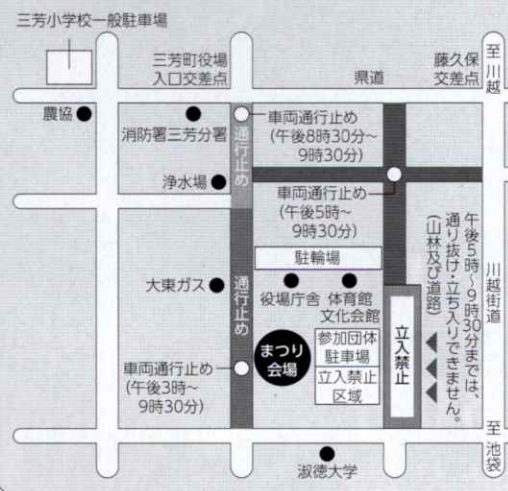 三芳小学校一般駐車場
三芳町役場
入口交差点
県道
藤久保
交差点
至川越
農協
消防署三芳分署
通行止め
車両通行止め
(午後8時30分〜
9時30分)
浄水場
車両通行止め
(午後5時〜
9時30分)
駐輪場
午後5時〜9時30分までは、
通り抜け・立ち入りできません。
(山林及び道路)
川越街道
大東ガス
通行止め
役場庁舎
体育館
文化会館
まつり
会場
参加団体
駐車場
立入禁止
区域
立入禁止
車両通行止め
(午後3時〜
9時30分)
至池袋
淑徳大学